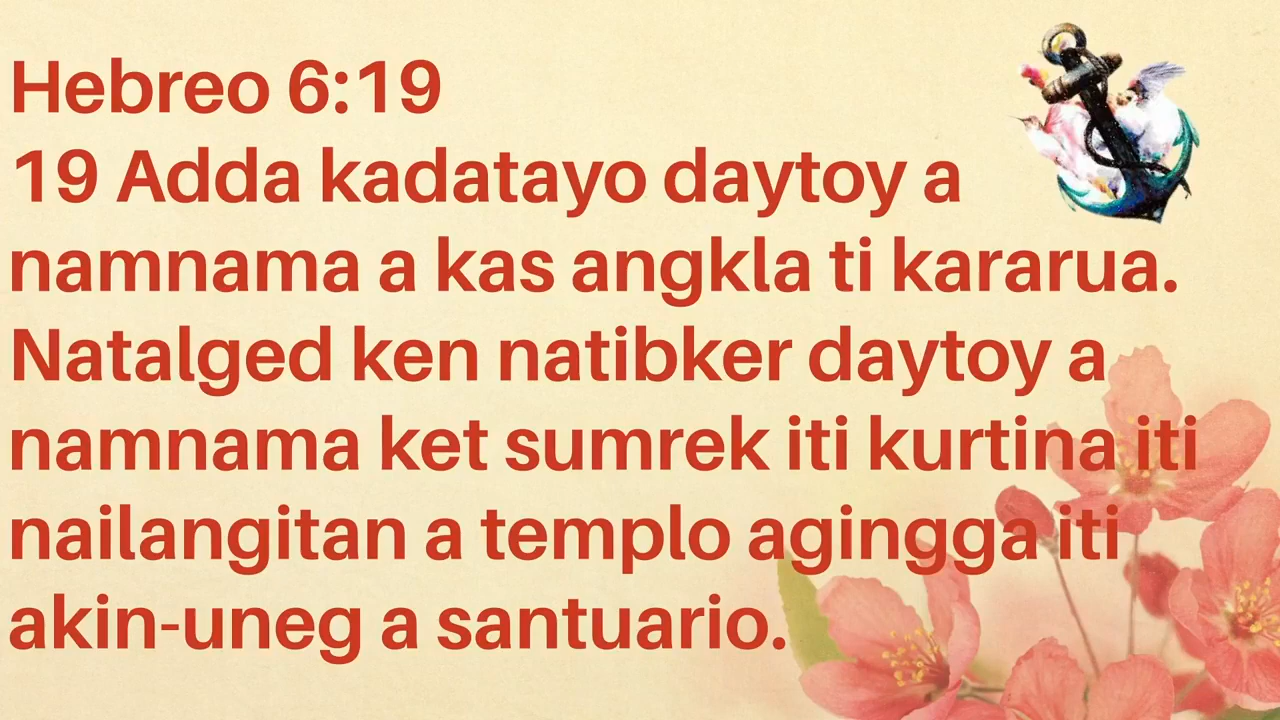 Hebreo 6:19
19 Adda kadatayo daytoy a
namnama a kas angkla ti kararua.
Natalged ken natibker daytoy a
namnama ket sumrek iti kurtina iti
nailangitan a templo agingga iti
akin-uneg a santuario.